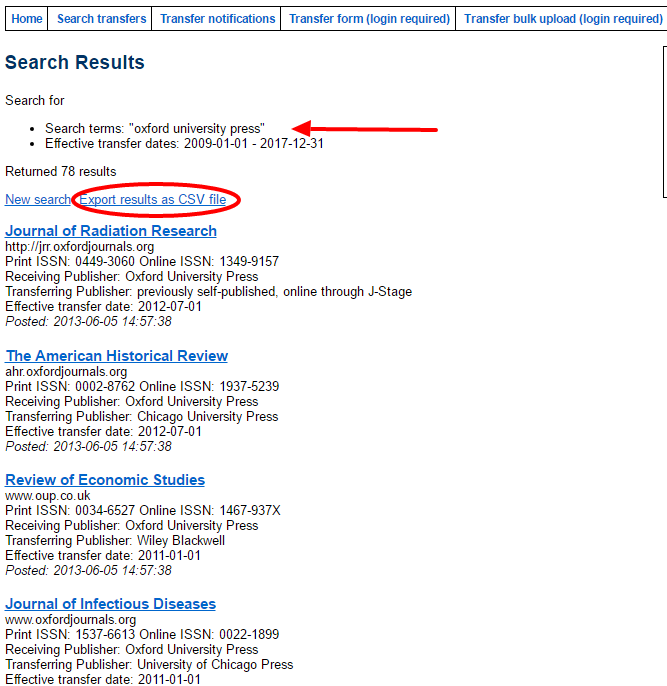 Home Search transfers Transfer notifications Transfer form (login required) Transfer bulk upload (login required)
Search Results
Search for
• Search terms: "oxford university press"
• Effective transfer dates: 2009-01-01 - 2017-12-31
Returned 78 results
New search Export results as CSV file
Journal of Radiation Research
http://jrr.oxfordjournals.org
Print ISSN: 0449-3060 Online ISSN: 1349-9157
Receiving Publisher: Oxford University Press
Transferring Publisher: previously self-published, online through J-Stage
Effective transfer date: 2012-07-01
Posted: 2013-06-05 14:57:38
The American Historical Review
ahr.oxfordjournals.org
Print ISSN: 0002-8762 Online ISSN: 1937-5239
Receiving Publisher: Oxford University Press
Transferring Publisher: Chicago University Press
Effective transfer date: 2012-07-01
Posted: 2013-06-05 14:57:38
Review of Economic Studies
www.oup.co.uk
Print ISSN: 0034-6527 Online ISSN: 1467-937X
Receiving Publisher: Oxford University Press
Transferring Publisher: Wiley Blackwell
Effective transfer date: 2011-01-01
Posted: 2013-06-05 14:57:38
Journal of Infectious Diseases
www.oxfordjournals.org
Print ISSN: 1537-6613 Online ISSN: 0022-1899
Receiving Publisher: Oxford University Press
Transferring Publisher: University of Chicago Press
Effective transfer date: 2011-01-01